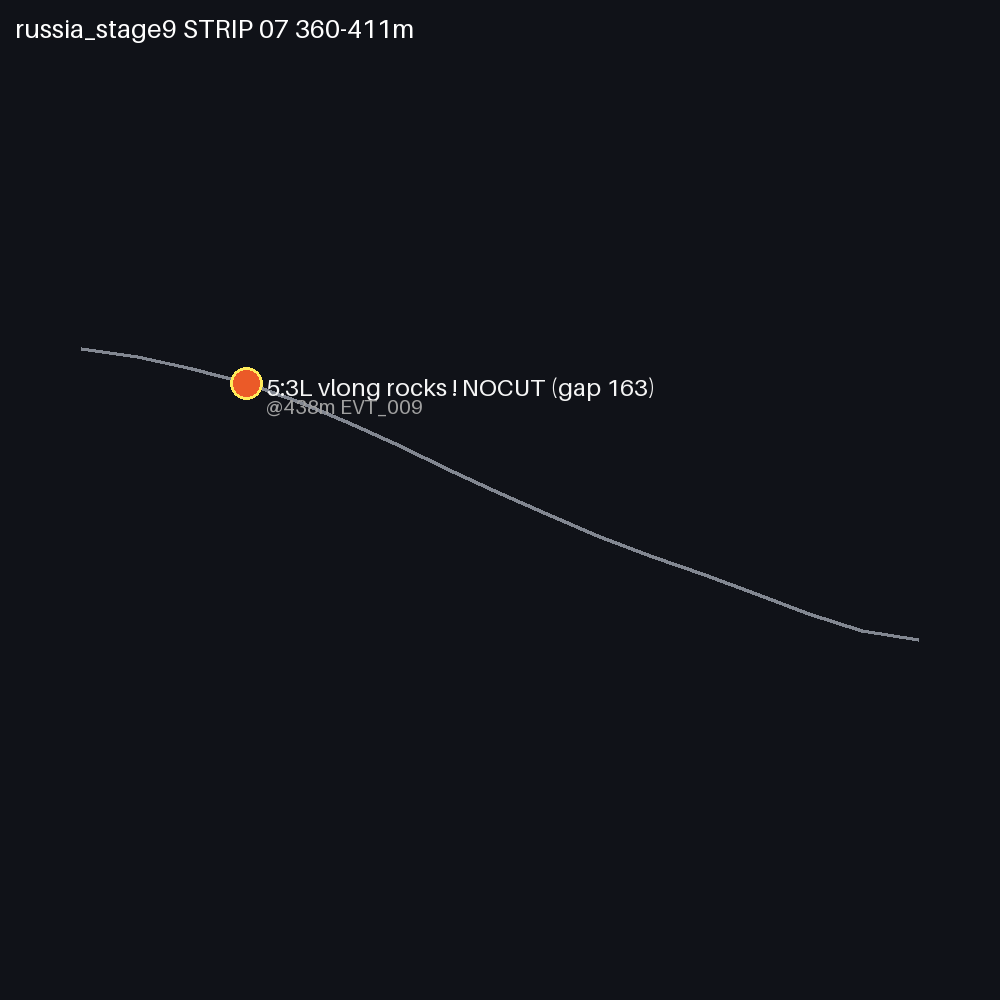 russia_stage9 STRIP 07 360-411m
5:3L vlong rocks ! NOCUT (gap 163)
@438m EVT_009